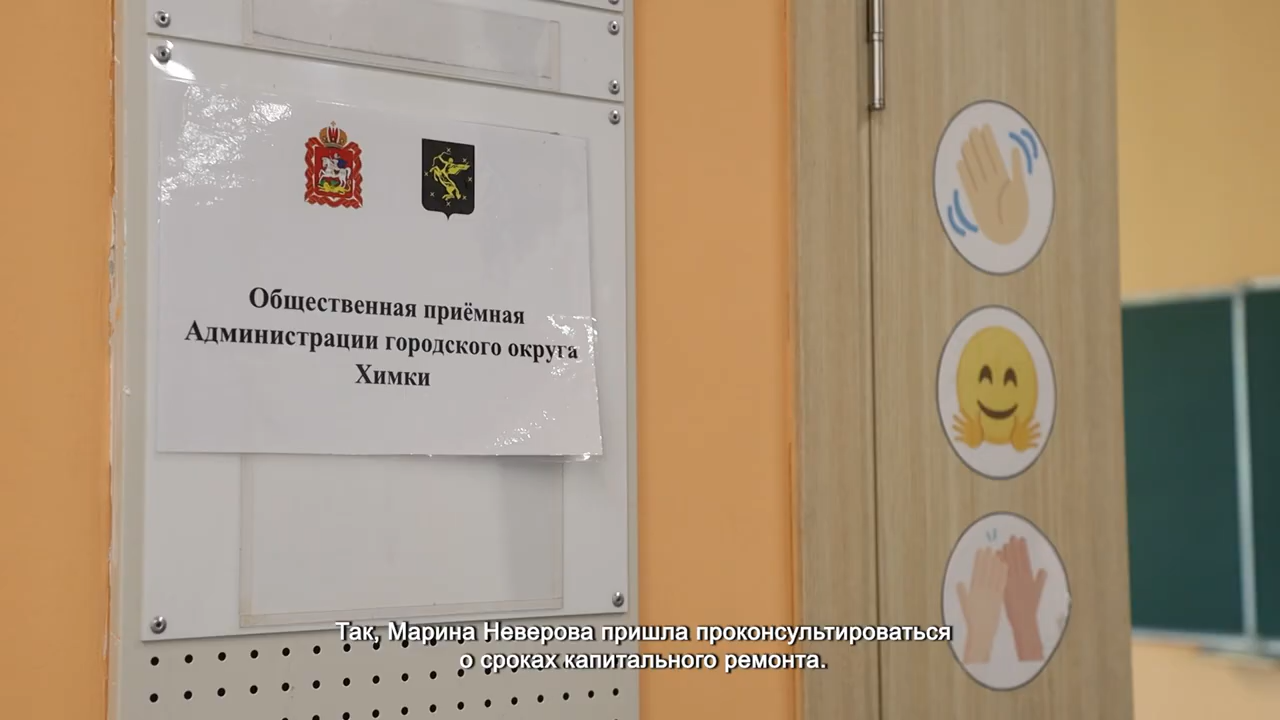 Общественная приёмная
Администрации городского округа
Химки
Так, Марина Неверова пришла проконсультироваться
о сроках капитального ремонта.